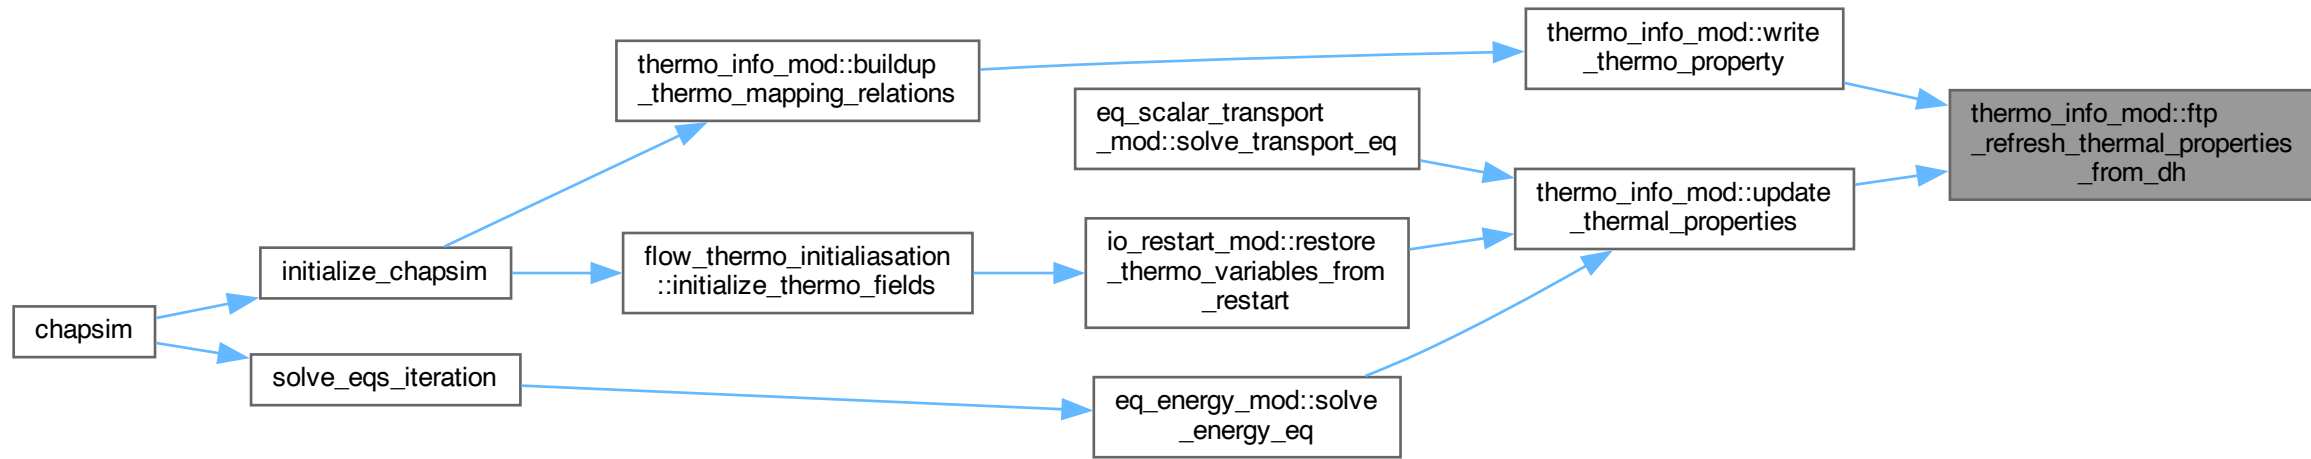 thermo_info_mod::write
_thermo_property
thermo_info_mod::buildup
_thermo_mapping_relations
eq_scalar_transport
_mod::solve_transport_eq
thermo_info_mod::ftp
_refresh_thermal_properties
_from_dh
thermo_info_mod::update
_thermal_properties
initialize_chapsim
flow_thermo_initialiasation
::initialize_thermo_fields
io_restart_mod::restore
_thermo_variables_from
_restart
chapsim
solve_eqs_iteration
eq_energy_mod::solve
_energy_eq